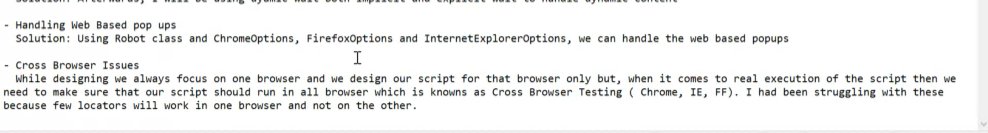 Solution: Afterwards, I will be using dynamic wait both implicit and explicit wait to handle dynamic content
- Handling Web Based pop ups
Solution: Using Robot class and ChromeOptions, FirefoxOptions and InternetExplorerOptions, we can handle the web based popups
- Cross Browser Issues
While designing we always focus on one browser and we design our script for that browser only but, when it comes to real execution of the script then we
need to make sure that our script should run in all browser which is knowns as Cross Browser Testing ( Chrome, IE, FF). I had been struggling with these
because few locators will work in one browser and not on the other.